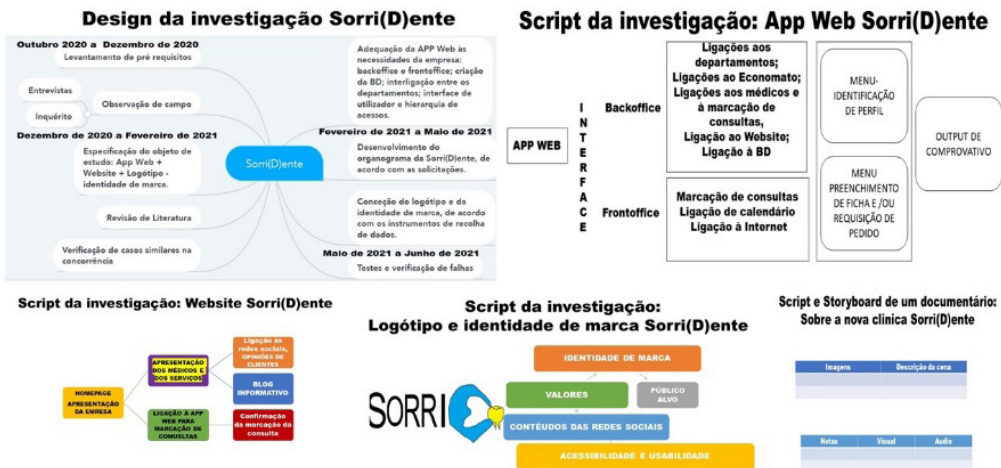 Design da investigação Sorri(D)ente
Outubro 2020 a Dezembro de 2020
Levantamento de pré requisitos
Entrevistas
Inquérito
Observação de campo
Dezembro de 2020 a Fevereiro de 2021
Especificação do objeto de
estudo: App Web +
Website + Logótipo -
identidade de marca.
Revisão de Literatura
Verificação de casos similares na
concorrência
Sorri(D)ente
Adequação da APP Web às
necessidades da empresa:
backoffice e frontoffice; criação
da BD; interligação entre os
departamentos; interface de
utilizador e hierarquia de
acessos.
Fevereiro de 2021 a Maio de 2021
Desenvolvimento do
organograma da Sorri(D)ente, de
acordo com as solicitações.
Conceção do logótipo e da
identidade de marca, de acordo
com os instrumentos de recolha
de dados.
Maio de 2021 a Junho de 2021
Testes e verificação de falhas
Script da investigação: App Web Sorri(D)ente
APP WEB
INTERFACE
Backoffice
Ligações aos
departamentos;
Ligações ao Economato;
Ligações aos médicos e
à marcação de
consultas,
Ligação ao Website;
Ligação à BD
Frontoffice
Marcação de consultas
Ligação de calendário
Ligação à Internet
MENU-
IDENTIFICAÇÃO
DE PERFIL
MENU
PREENCHIMENTO
DE FICHA E /OU
REQUISIÇÃO DE
PEDIDO
OUTPUT DE
COMPROVATIVO
Script da investigação: Website Sorri(D)ente
HOMEPAGE
APRESENTAÇÃO
DA EMRESA
APRESENTAÇÃO
DOS MÉDICOS E
DOS SERVIÇOS
Ligação às
redes sociais,
OPINIÕES DE
CLIENTES
BLOG
INFORMATIVO
LIGAÇÃO À APP
WEB PARA
MARCAÇÃO DE
CONUSLTAS
Confirmação
da marcação da
consulta
Script da investigação:
Logótipo e identidade de marca Sorri(D)ente
SORRI
IDENTIDADE DE MARCA
VALORES
PÚBLICO
ALVO
CONTÉUDOS DAS REDES SOCIAIS
ACESSIBILIDADE E USABILIDADE
Script e Storyboard de um documentário:
Sobre a nova clinica Sorri(D)ente
Imagens Descrição da cena
Notas Visual Audio